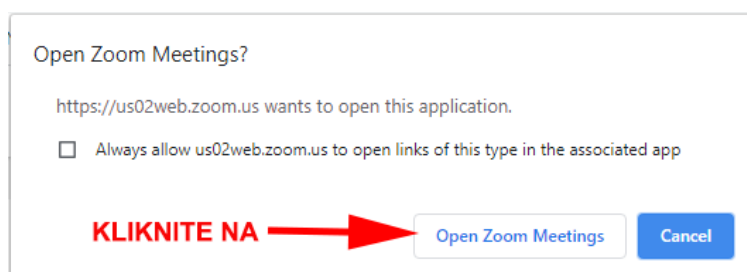 Open Zoom Meetings?
https://us02web.zoom.us wants to open this application.
Always allow us02web.zoom.us to open links of this type in the associated app
KLIKNITE NA Open Zoom Meetings Cancel